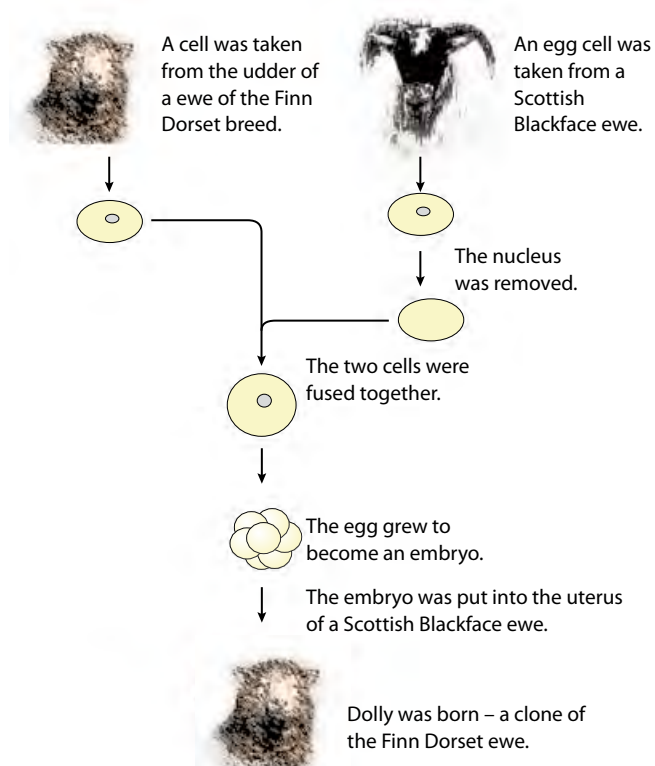 A cell was taken
from the udder of
a ewe of the Finn
Dorset breed.
An egg cell was
taken from a
Scottish
Blackface ewe.
The nucleus
was removed.
The two cells were
fused together.
The egg grew to
become an embryo.
The embryo was put into the uterus
of a Scottish Blackface ewe.
Dolly was born – a clone of
the Finn Dorset ewe.